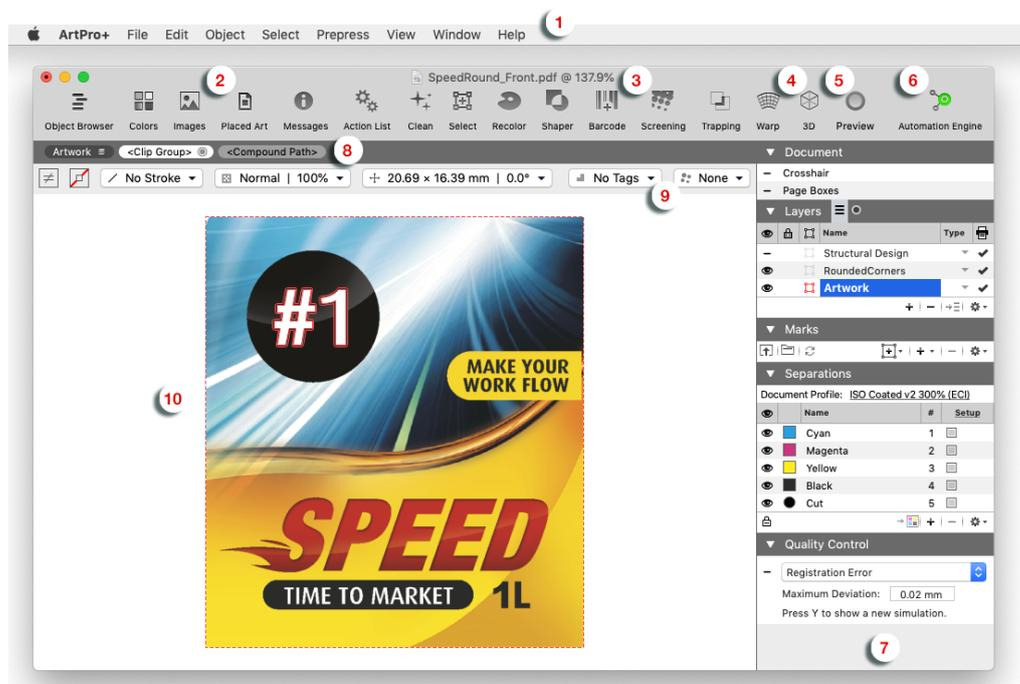 1
ArtPro+ File Edit Object Select Prepress View Window Help
2 3 4 5 6
SpeedRound_Front.pdf @ 137.9%
Object Browser Colors Images Placed Art Messages Action List Clean Select Recolor Shaper Barcode Screening Trapping Warp 3D Preview Automation Engine
Artwork <Clip Group> <Compound Path> 8
No Stroke Normal | 100% 20.69 × 16.39 mm | 0.0° No Tags None
9
#1
MAKE YOUR
WORK FLOW
10
SPEED
TIME TO MARKET 1L
Document
Crosshair
Page Boxes
Layers
Name Type
Structural Design
RoundedCorners
Artwork
Marks
Separations
Document Profile: ISO Coated v2 300% (ECI)
Name # Setup
Cyan 1
Magenta 2
Yellow 3
Black 4
Cut 5
Quality Control
Registration Error
Maximum Deviation: 0.02 mm
Press Y to show a new simulation.
7